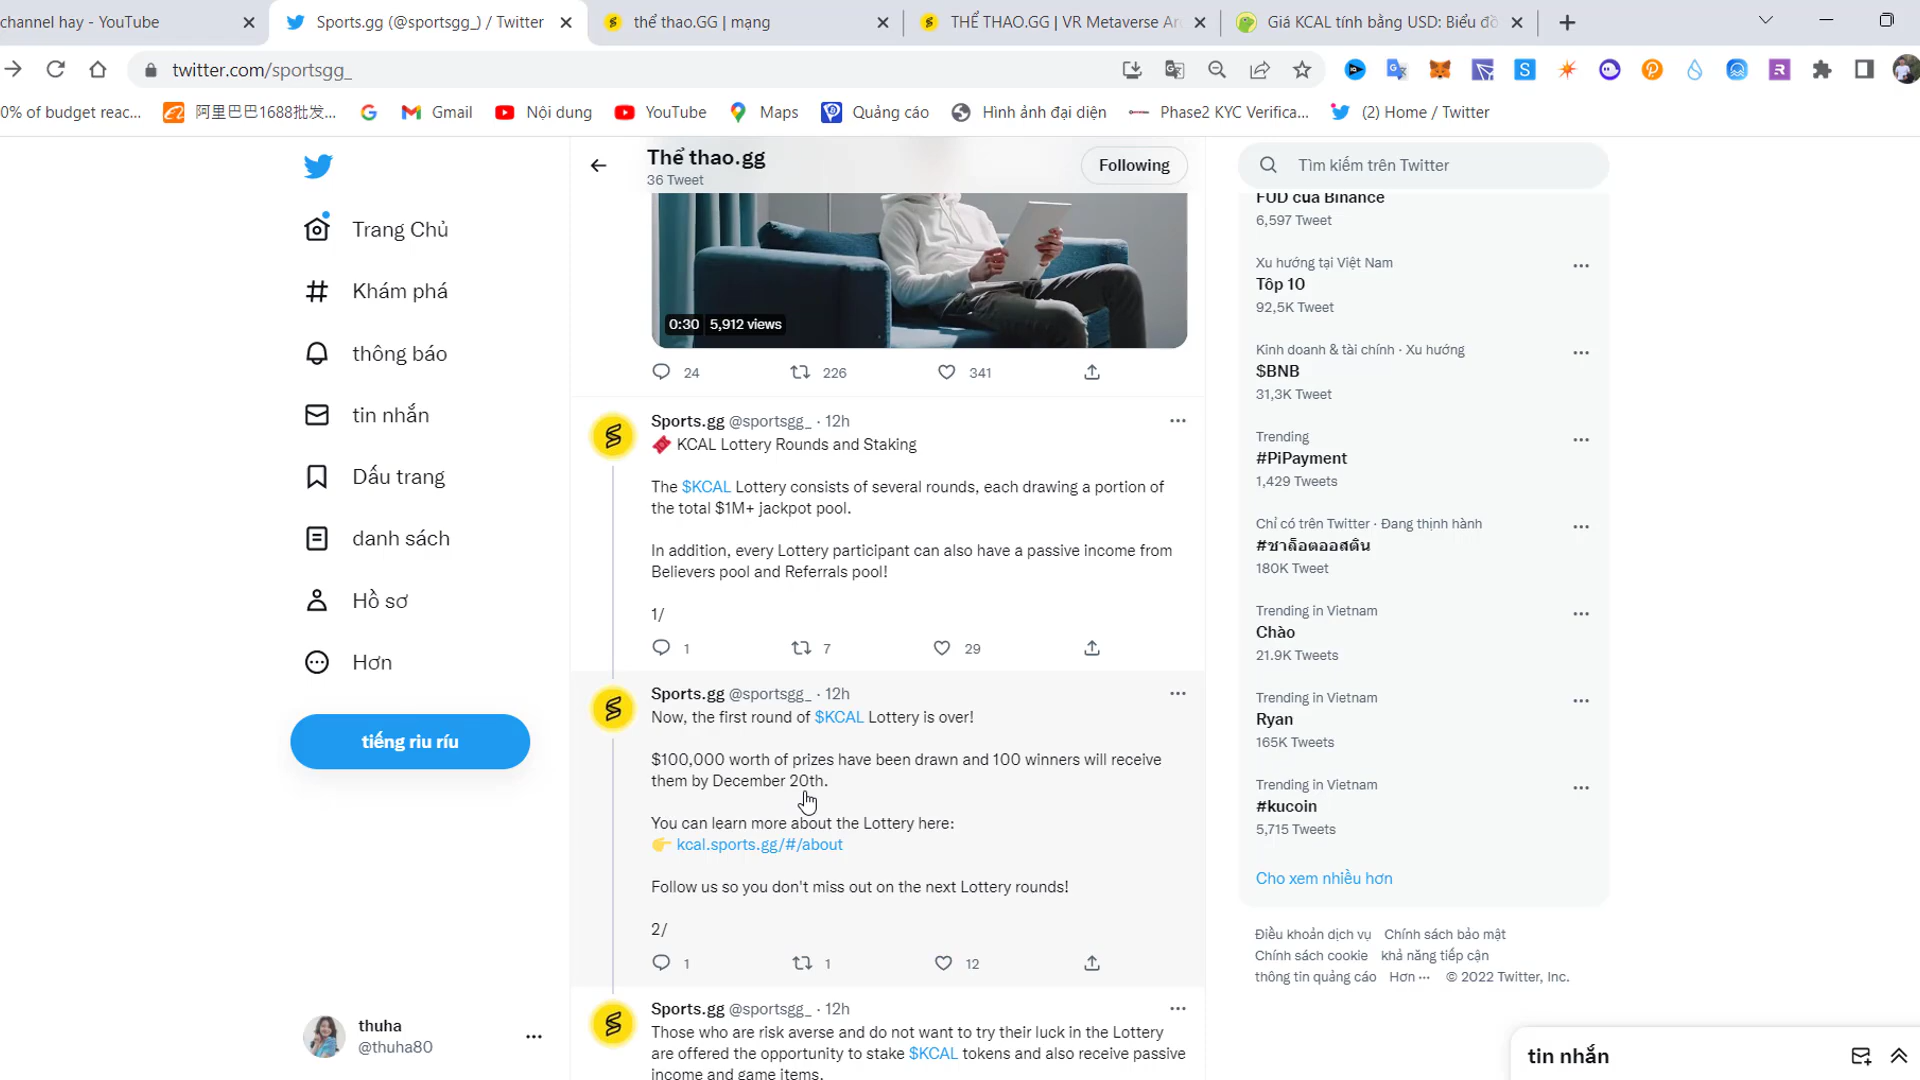 channel hay - YouTube
Sports.gg (@sportsgg_) / Twitter
thể thao.GG | mạng
THỂ THAO.GG | VR Metaverse Ar
Giá KCAL tính bằng USD: Biểu đồ
twitter.com/sportsgg_
0% of budget reac...
阿里巴巴1688批发...
Gmail
Nội dung
YouTube
Maps
Quảng cáo
Hình ảnh đại diện
Phase2 KYC Verifica...
(2) Home / Twitter
Trang Chủ
Khám phá
thông báo
tin nhắn
Dấu trang
danh sách
Hồ sơ
Hơn
tiếng riu ríu
thuha
@thuha80
Thể thao.gg
36 Tweet
Following
0:30 5,912 views
24 226 341
Sports.gg @sportsgg_ · 12h
KCAL Lottery Rounds and Staking
The $KCAL Lottery consists of several rounds, each drawing a portion of
the total $1M+ jackpot pool.
In addition, every Lottery participant can also have a passive income from
Believers pool and Referrals pool!
1/
1 7 29
Sports.gg @sportsgg_ · 12h
Now, the first round of $KCAL Lottery is over!
$100,000 worth of prizes have been drawn and 100 winners will receive
them by December 20th.
You can learn more about the Lottery here:
kcal.sports.gg/#/about
Follow us so you don't miss out on the next Lottery rounds!
2/
1 1 12
Sports.gg @sportsgg_ · 12h
Those who are risk averse and do not want to try their luck in the Lottery
are offered the opportunity to stake $KCAL tokens and also receive passive
income and game items.
Tìm kiếm trên Twitter
FUD của Binance
6,597 Tweet
Xu hướng tại Việt Nam
Tôp 10
92,5K Tweet
Kinh doanh & tài chính · Xu hướng
$BNB
31,3K Tweet
Trending
#PiPayment
1,429 Tweets
Chỉ có trên Twitter · Đang thịnh hành
#ชาล็อตออสติน
180K Tweet
Trending in Vietnam
Chào
21.9K Tweets
Trending in Vietnam
Ryan
165K Tweets
Trending in Vietnam
#kucoin
5,715 Tweets
Cho xem nhiều hơn
Điều khoản dịch vụ Chính sách bảo mật
Chính sách cookie khả năng tiếp cận
thông tin quảng cáo Hơn ··· © 2022 Twitter, Inc.
tin nhắn